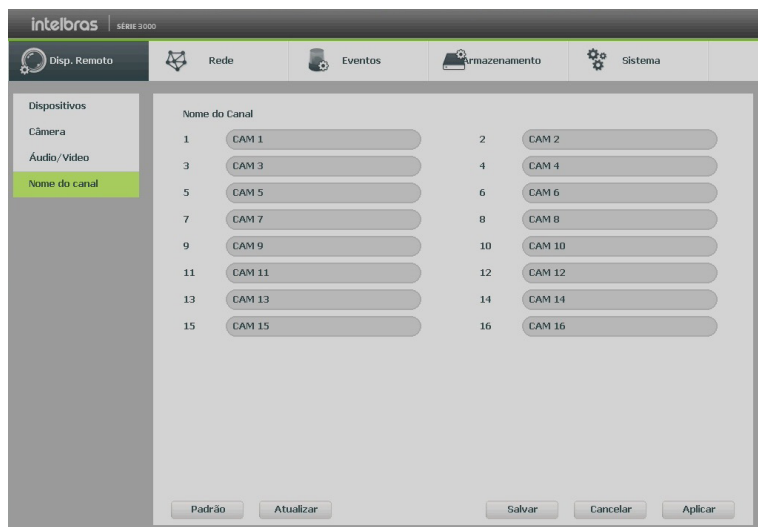 intelbras SÉRIE 3000
Disp. Remoto Rede Eventos Armazenamento Sistema
Dispositivos
Câmera
Áudio/Video
Nome do canal
Nome do Canal
1 CAM 1 2 CAM 2
3 CAM 3 4 CAM 4
5 CAM 5 6 CAM 6
7 CAM 7 8 CAM 8
9 CAM 9 10 CAM 10
11 CAM 11 12 CAM 12
13 CAM 13 14 CAM 14
15 CAM 15 16 CAM 16
Padrão Atualizar Salvar Cancelar Aplicar